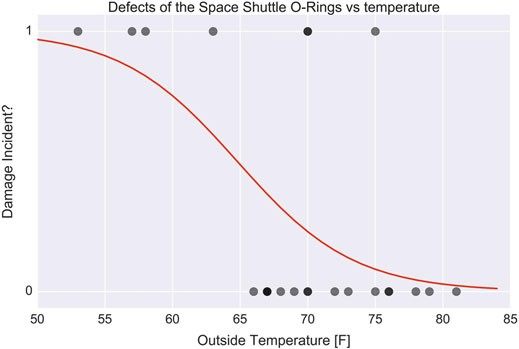 Defects of the Space Shuttle O-Rings vs temperature
1
Damage Incident?
0
50 55 60 65 70 75 80 85
Outside Temperature [F]